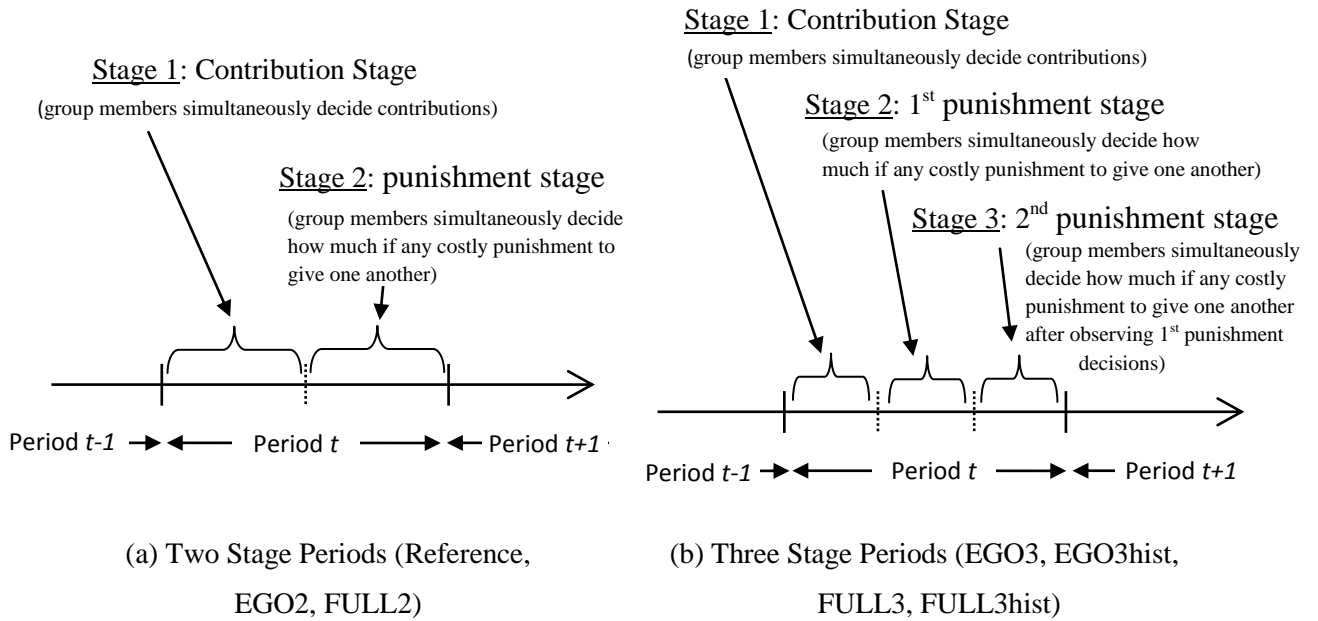 Stage 1: Contribution Stage
(group members simultaneously decide contributions)
Stage 2: punishment stage
(group members simultaneously decide
how much if any costly punishment to
give one another)
Period t-1
Period t
Period t+1
(a) Two Stage Periods (Reference,
EGO2, FULL2)
Stage 1: Contribution Stage
(group members simultaneously decide contributions)
Stage 2: 1st punishment stage
(group members simultaneously decide how
much if any costly punishment to give one another)
Stage 3: 2nd punishment stage
(group members simultaneously
decide how much if any costly
punishment to give one another
after observing 1st punishment
decisions)
Period t-1
Period t
Period t+1
(b) Three Stage Periods (EGO3, EGO3hist,
FULL3, FULL3hist)